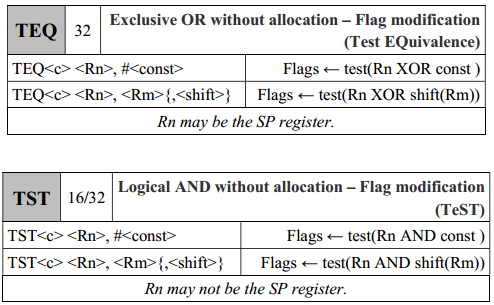 TEQ 32 Exclusive OR without allocation – Flag modification
(Test EQuivalence)
TEQ<c> <Rn>, #<const> Flags ← test(Rn XOR const )
TEQ<c> <Rn>, <Rm>{,<shift>} Flags ← test(Rn XOR shift(Rm))
Rn may be the SP register.
TST 16/32 Logical AND without allocation – Flag modification
(TeST)
TST<c> <Rn>, #<const> Flags ← test(Rn AND const )
TST<c> <Rn>, <Rm>{,<shift>} Flags ← test(Rn AND shift(Rm))
Rn may not be the SP register.